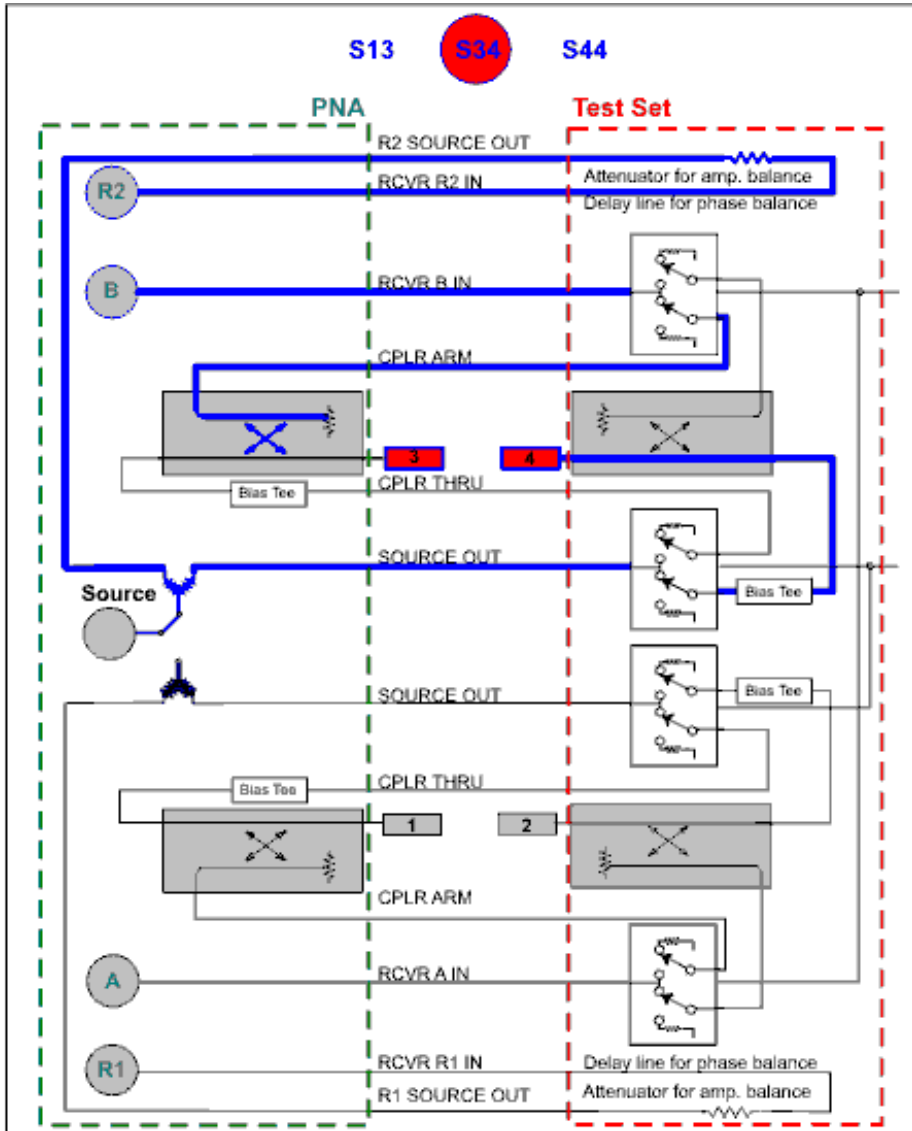 S13 S34 S44
PNA Test Set
R2 SOURCE OUT
R2 RCVR R2 IN Attenuator for amp. balance
Delay line for phase balance
B RCVR B IN
CPLR ARM
3 4
Bias Tee CPLR THRU
SOURCE OUT
Source Bias Tee
SOURCE OUT Bias Tee
Bias Tee CPLR THRU
1 2
CPLR ARM
A RCVR A IN
R1 RCVR R1 IN Delay line for phase balance
R1 SOURCE OUT Attenuator for amp. balance